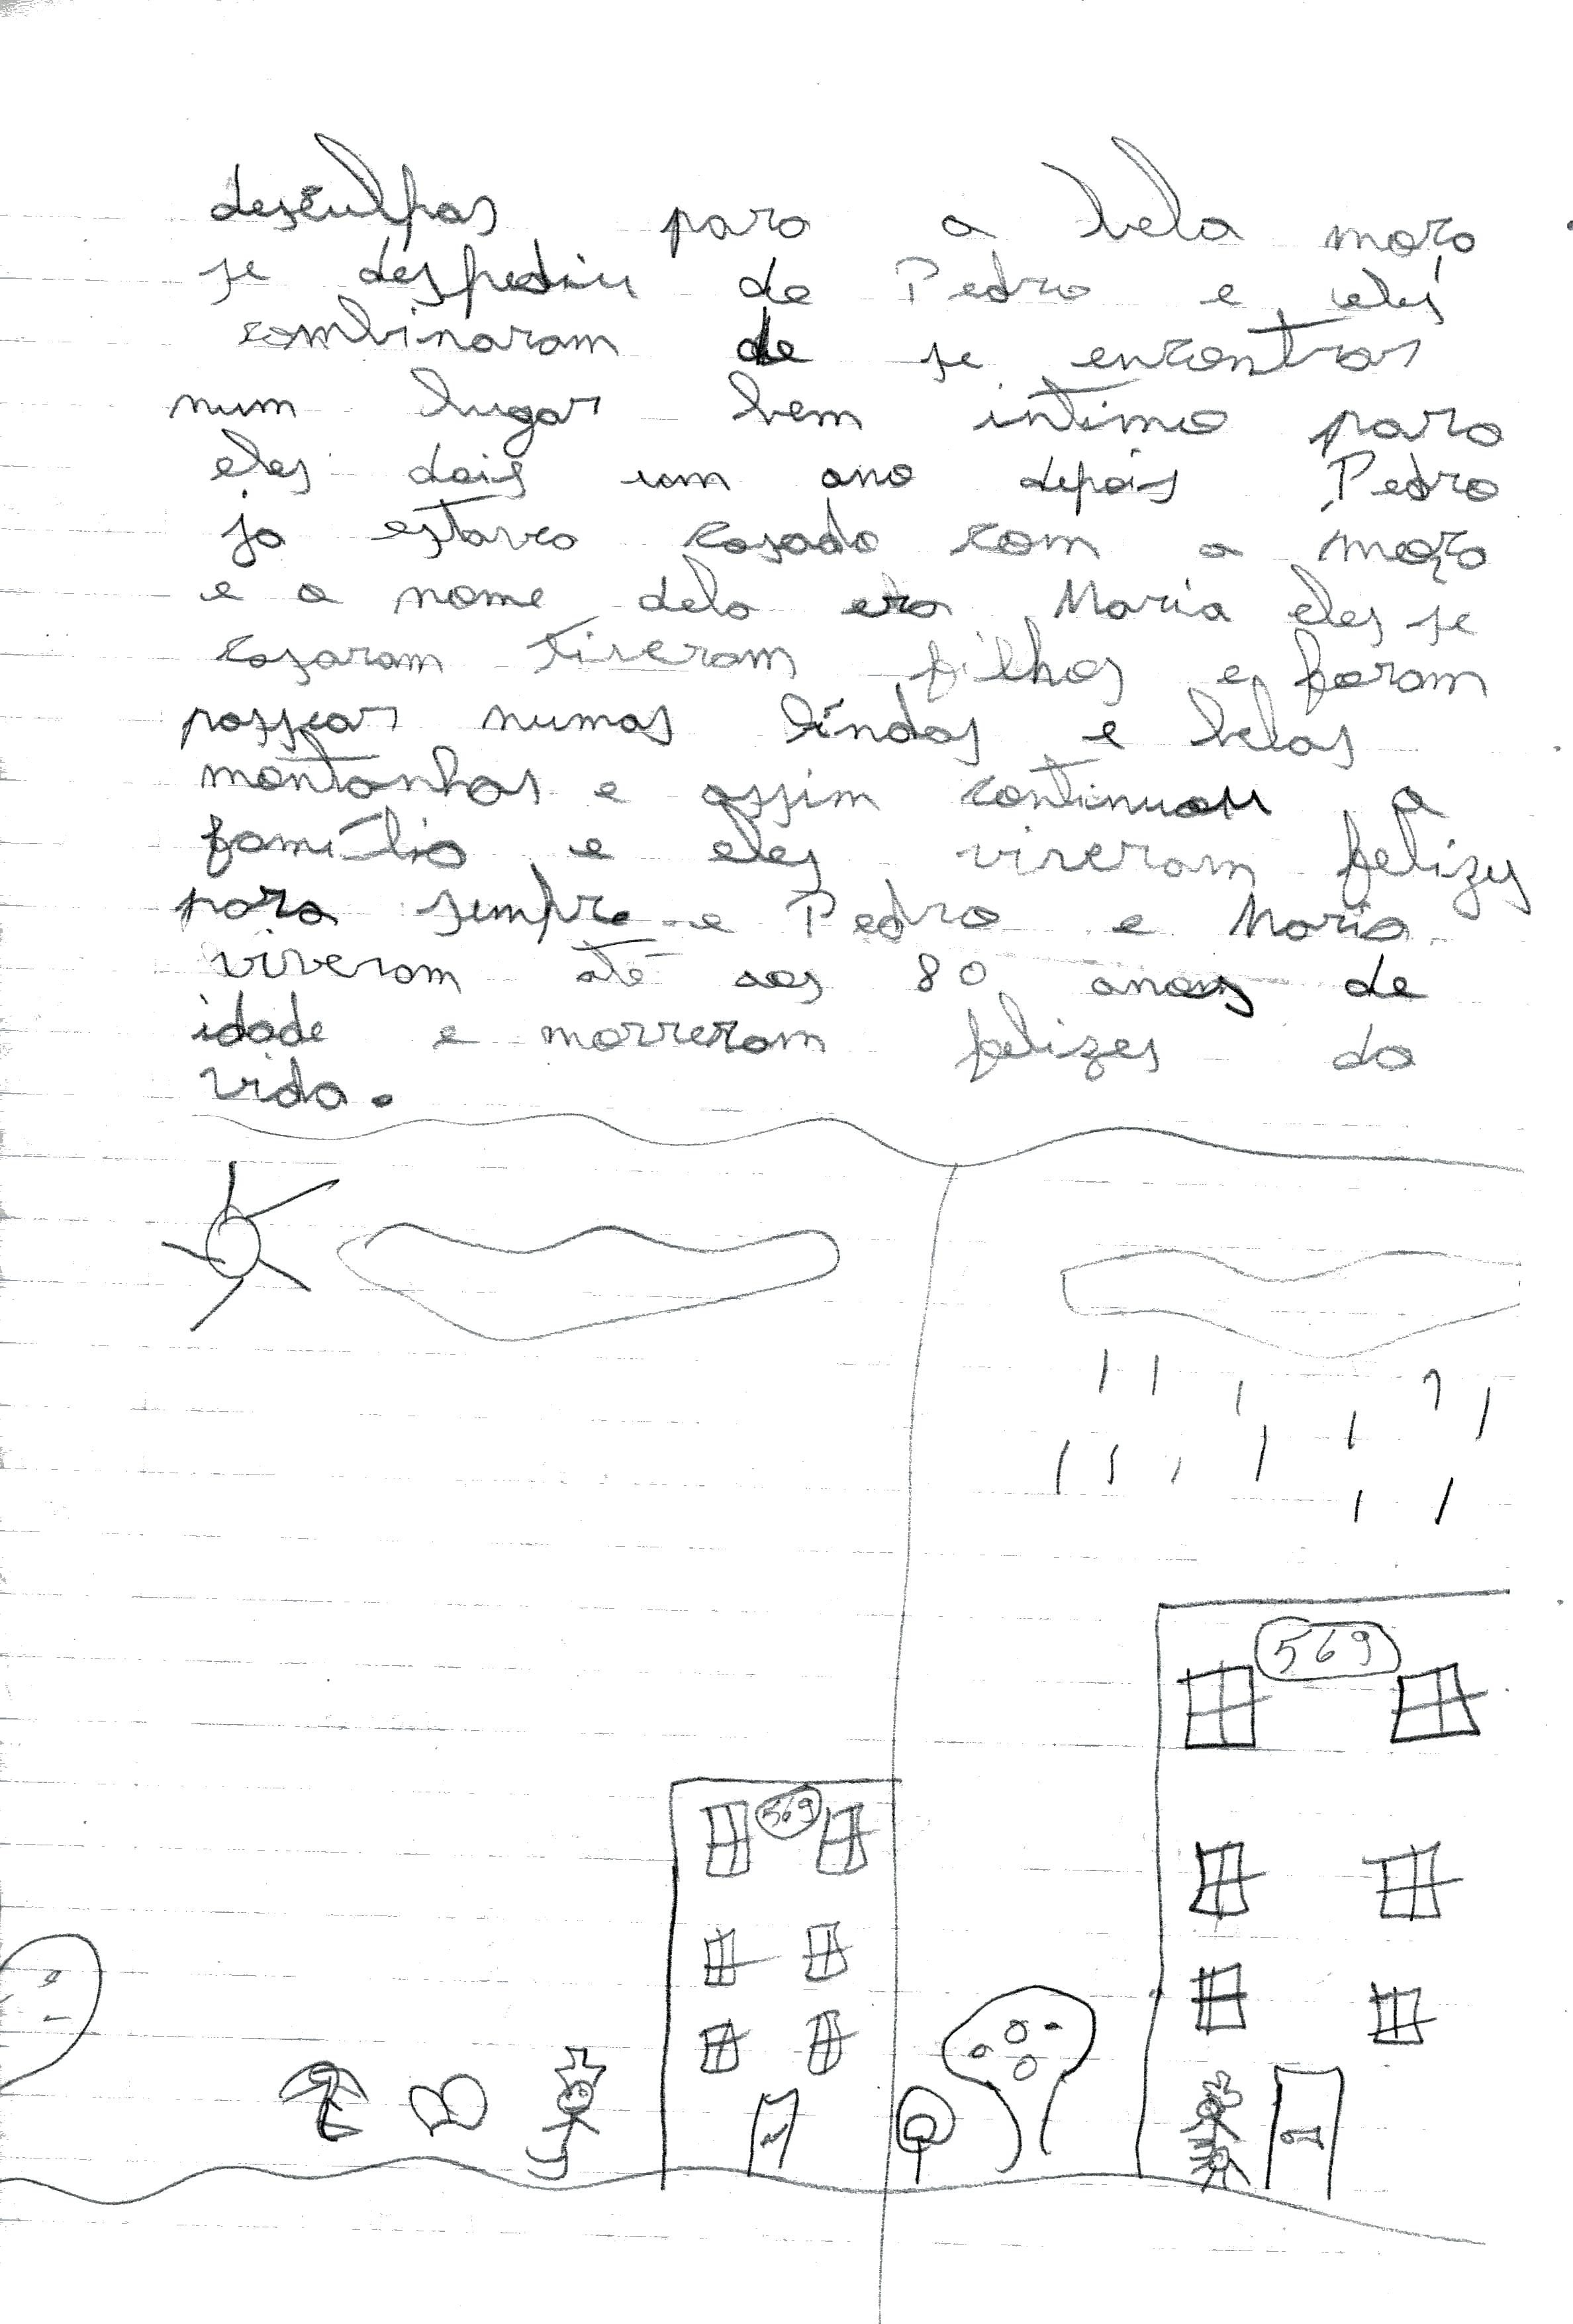 desculpas para a bela moça
se despediu de Pedro e eles
combinaram de se encontrar
num lugar bem intimo para
eles dois um ano depois Pedro
ja estava casado com a moça
e o nome dela era Maria eles se
casaram tiveram filhos e foram
passear numas lindas e belas
montanhas e assim continuou a
família e eles viveram felizes
para sempre e Pedro e Maria
viveram até aos 80 anos de
idade e morreram felizes da
vida.
569
569